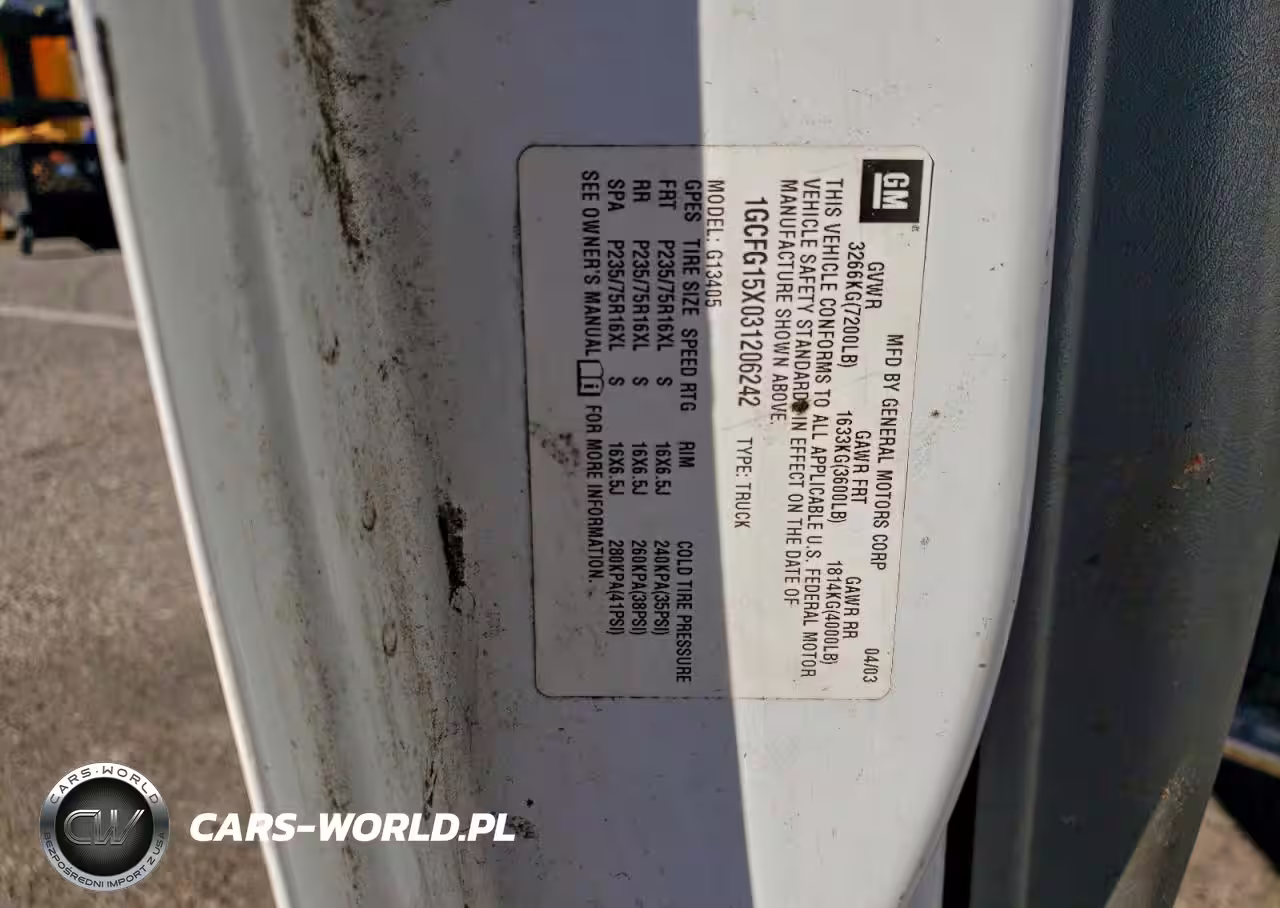 GM
MFD BY GENERAL MOTORS CORP 04/03
GVWR GAWR FRT GAWR RR
3266KG(7200LB) 1633KG(3600LB) 1814KG(4000LB)
THIS VEHICLE CONFORMS TO ALL APPLICABLE U.S. FEDERAL MOTOR
VEHICLE SAFETY STANDARDS IN EFFECT ON THE DATE OF
MANUFACTURE SHOWN ABOVE.
1GCFG15X031206242 TYPE: TRUCK
MODEL: G13405
GPES TIRE SIZE SPEED RTG RIM COLD TIRE PRESSURE
FRT P235/75R16XL S 16X6.5J 240KPA(35PSI)
RR P235/75R16XL S 16X6.5J 260KPA(38PSI)
SPA P235/75R16XL S 16X6.5J 280KPA(41PSI)
SEE OWNER'S MANUAL i FOR MORE INFORMATION.
CARS-WORLD
CW
BEZPOŚREDNI IMPORT Z USA
CARS-WORLD.PL